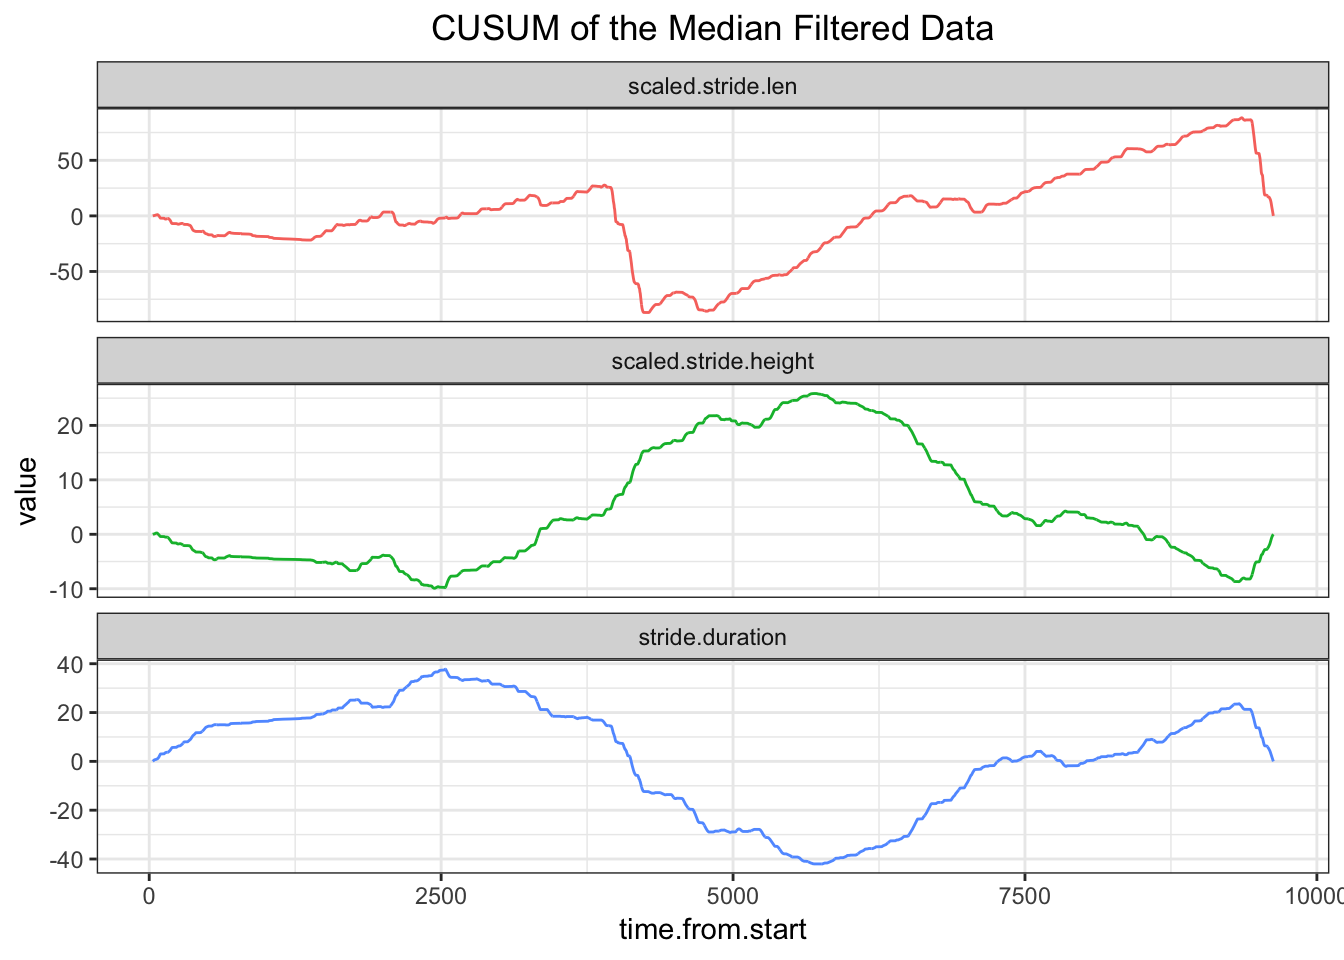 CUSUM of the Median Filtered Data
scaled.stride.len
50
0
-50
scaled.stride.height
20
10
0
-10
value
stride.duration
40
20
0
-20
-40
0 2500 5000 7500 10000
time.from.start